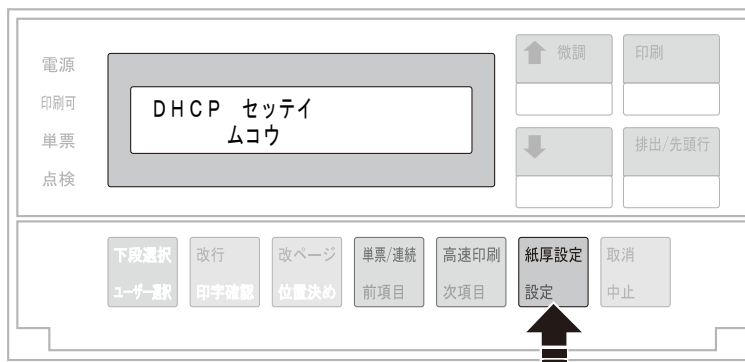 電源
印刷可
単票
点検
DHCP セッテイ
ムコウ
微調
印刷
排出/先頭行
下段選択
ユーザー選択
改行
印字確認
改ページ
位置決め
単票/連続
前項目
高速印刷
次項目
紙厚設定
設定
取消
中止